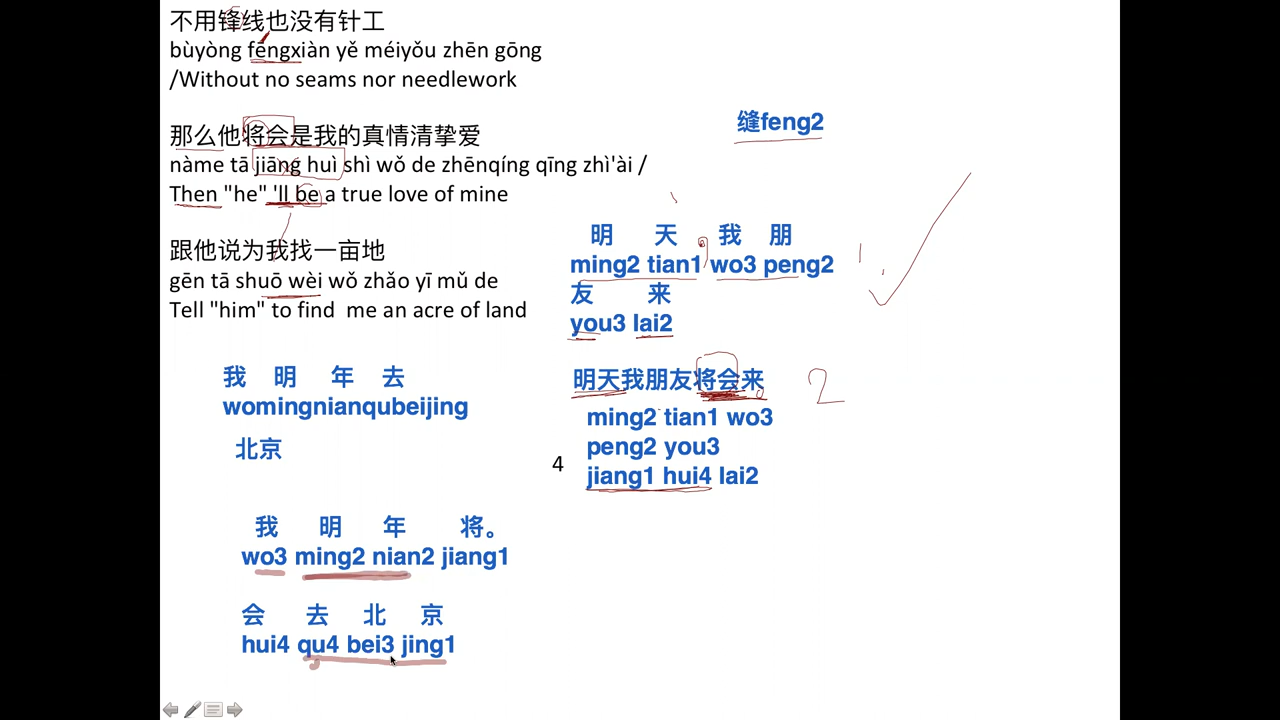 不用锋线也没有针工
bùyòng fēngxiàn yě méiyǒu zhēn gōng
/Without no seams nor needlework
那么他将会是我的真情清挚爱
nàme tā jiāng huì shì wǒ de zhēnqíng qīng zhì'ài /
Then "he" 'll be a true love of mine
跟他说为我找一亩地
gēn tā shuō wèi wǒ zhǎo yī mǔ de
Tell "him" to find  me an acre of land
我 明 年 去
womingnianqubeijing
北京
我 明 年 将。
wo3 ming2 nian2 jiang1
会 去 北 京
hui4 qu4 bei3 jing1
缝feng2
明 天 我 朋
ming2 tian1 wo3 peng2
友 来
you3 lai2
明天我朋友将会来
2
ming2 tian1 wo3
peng2 you3
4
jiang1 hui4 lai2